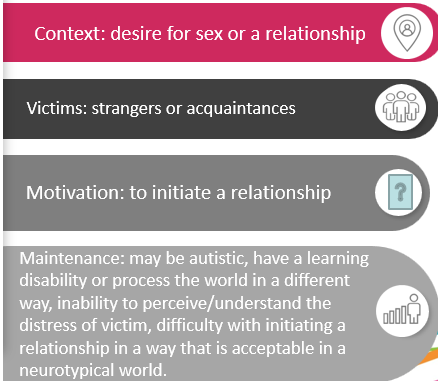 Context: desire for sex or a relationship
Victims: strangers or acquaintances
Motivation: to initiate a relationship
?
Maintenance: may be autistic, have a learning
disability or process the world in a different
way, inability to perceive/understand the
distress of victim, difficulty with initiating a
relationship in a way that is acceptable in a
neurotypical world.